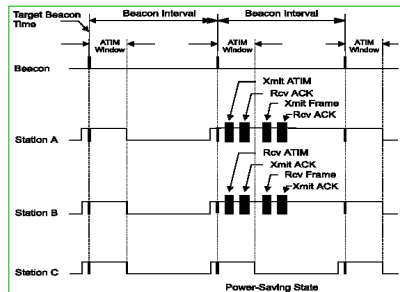 Target Beacon Time
Beacon Interval
Beacon Interval
ATIM Window
ATIM Window
ATIM Window
Beacon
Xmit ATIM
Rcv ACK
Xmit Frame
Rcv ACK
Station A
Rcv ATIM
Xmit ACK
Rcv Frame
Xmit ACK
Station B
Station C
Power-Saving State